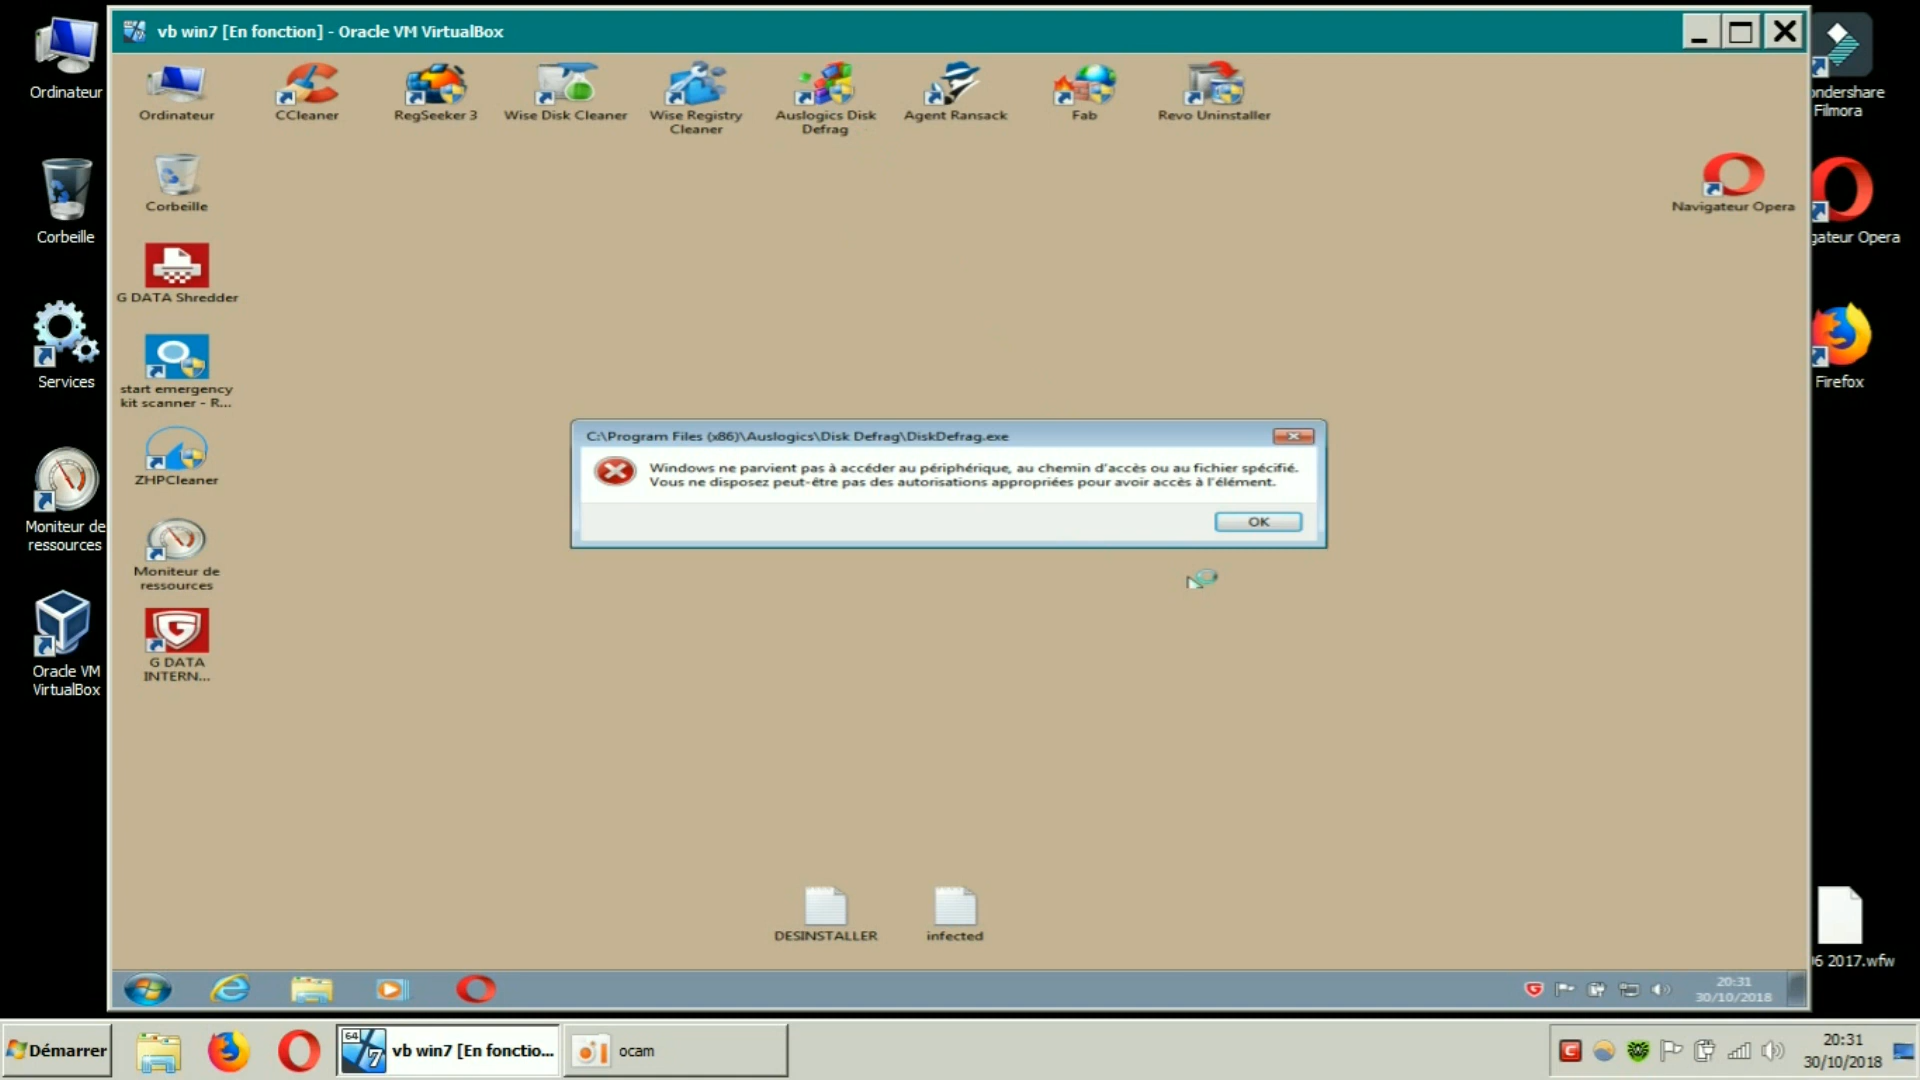 vb win7 [En fonction] - Oracle VM VirtualBox
Ordinateur
Corbeille
Services
Moniteur de
ressources
Oracle VM
VirtualBox
Ordinateur
CCleaner
RegSeeker 3
Wise Disk Cleaner
Wise Registry
Cleaner
Auslogics Disk
Defrag
Agent Ransack
Fab
Revo Uninstaller
Corbeille
Navigateur Opera
G DATA Shredder
start emergency
kit scanner - R...
ZHPCleaner
Moniteur de
ressources
G DATA
INTERN...
C:\Program Files (x86)\Auslogics\Disk Defrag\DiskDefrag.exe
Windows ne parvient pas à accéder au périphérique, au chemin d'accès ou au fichier spécifié.
Vous ne disposez peut-être pas des autorisations appropriées pour avoir accès à l'élément.
OK
DESINSTALLER
infected
20:31
30/10/2018
ondershare
Filmora
gateur Opera
Firefox
06 2017.wfw
Démarrer
64
7
vb win7 [En fonctio...
ocam
20:31
30/10/2018